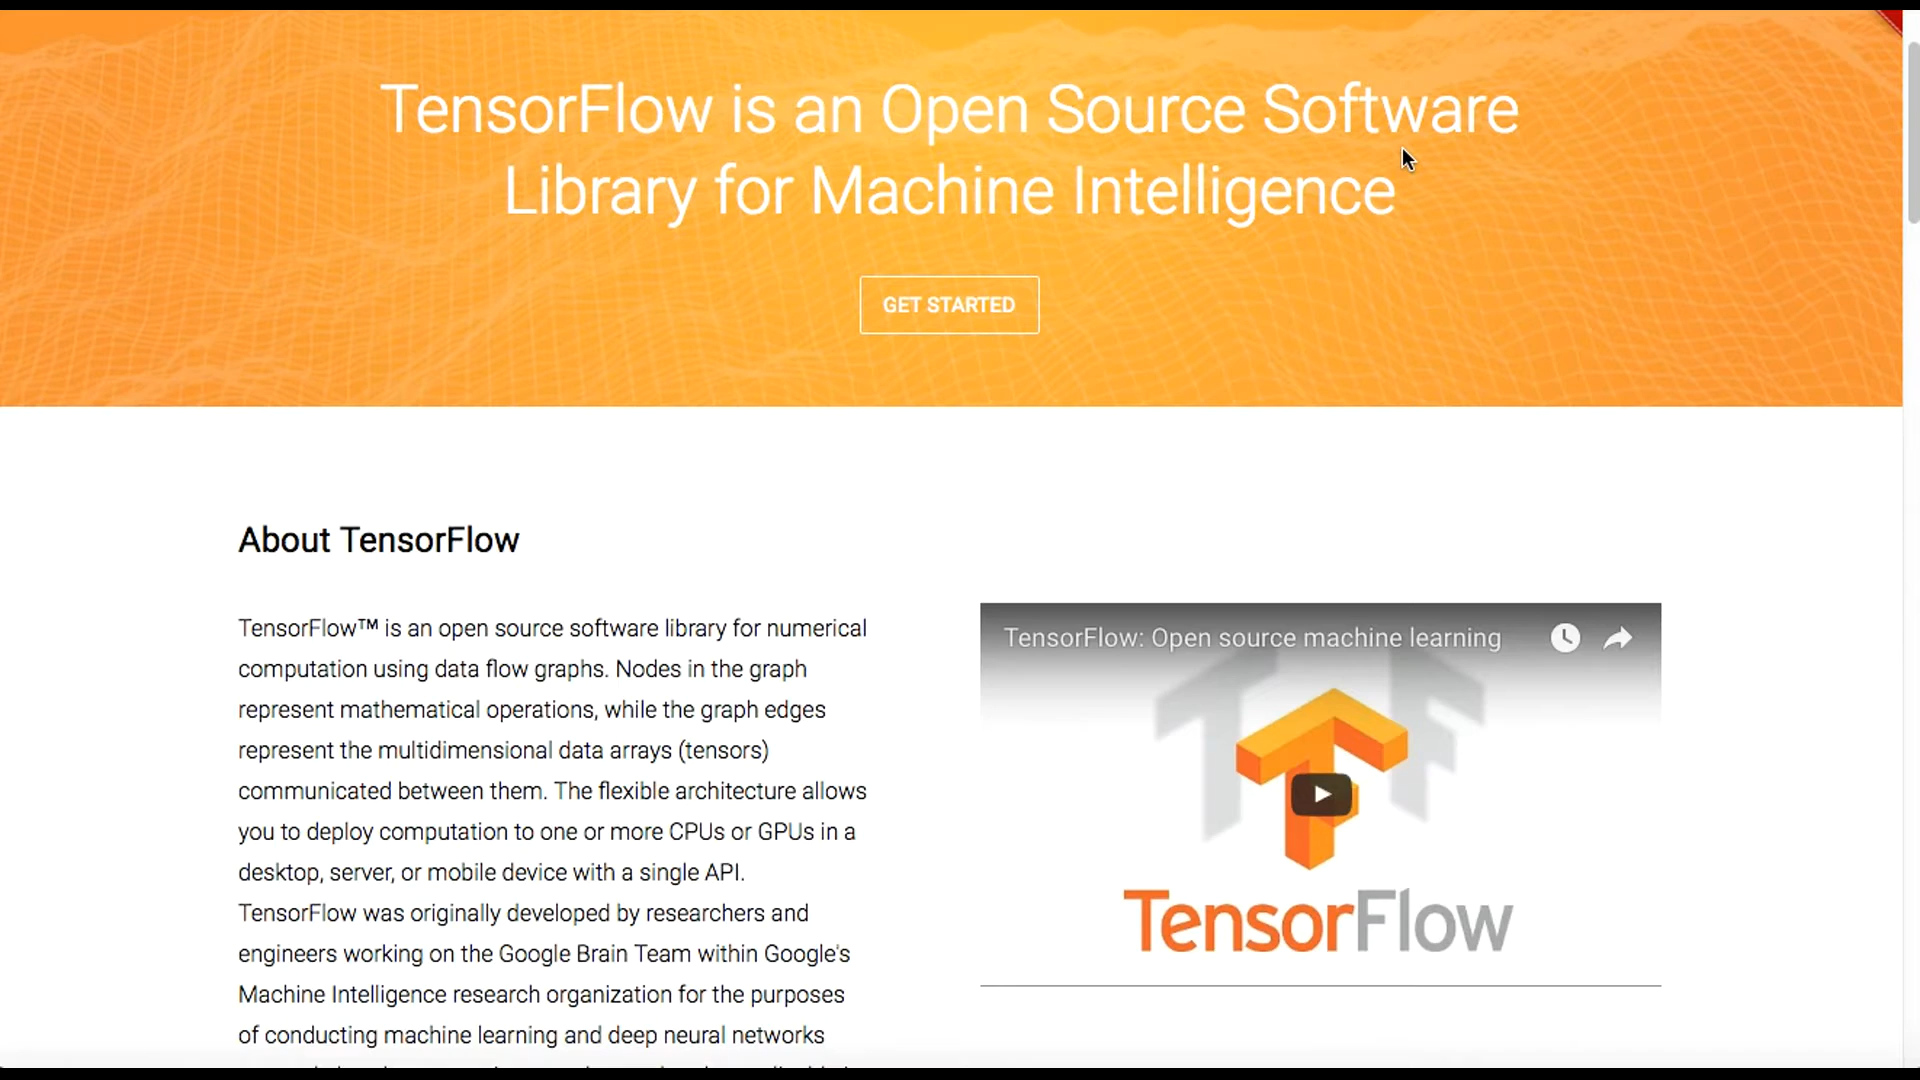 TensorFlow is an Open Source Software
Library for Machine Intelligence
GET STARTED
About TensorFlow
TensorFlow™ is an open source software library for numerical
computation using data flow graphs. Nodes in the graph
represent mathematical operations, while the graph edges
represent the multidimensional data arrays (tensors)
communicated between them. The flexible architecture allows
you to deploy computation to one or more CPUs or GPUs in a
desktop, server, or mobile device with a single API.
TensorFlow was originally developed by researchers and
engineers working on the Google Brain Team within Google's
Machine Intelligence research organization for the purposes
of conducting machine learning and deep neural networks
TensorFlow: Open source machine learning
TensorFlow